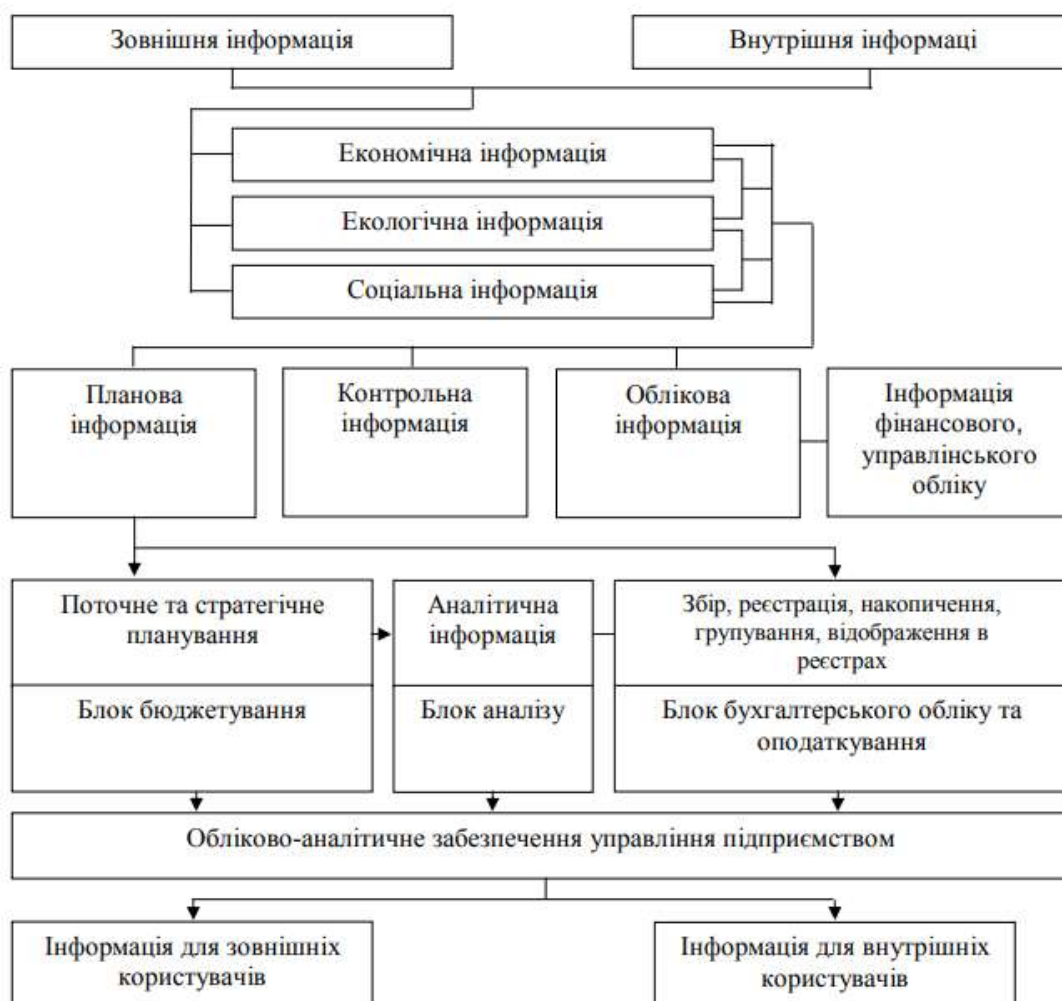 Зовнішня інформація
Внутрішня інформаці
Економічна інформація
Екологічна інформація
Соціальна інформація
Планова
інформація
Контрольна
інформація
Облікова
інформація
Інформація
фінансового,
управлінського
обліку
Поточне та стратегічне
планування
Аналітична
інформація
Збір, реєстрація, накопичення,
групування, відображення в
реєстрах
Блок бюджетування
Блок аналізу
Блок бухгалтерського обліку та
оподаткування
Обліково-аналітичне забезпечення управління підприємством
Інформація для зовнішніх
користувачів
Інформація для внутрішніх
користувачів